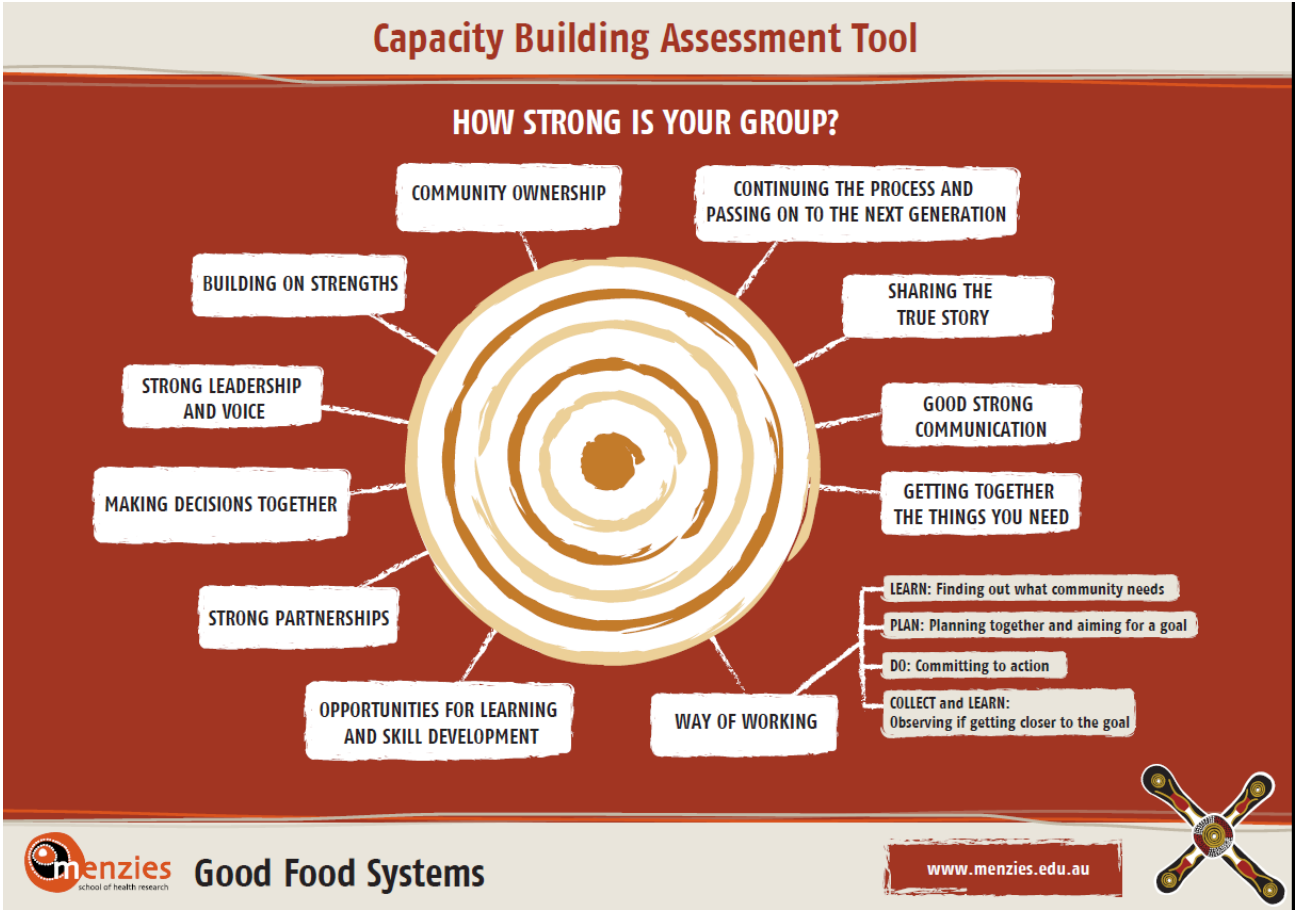 Capacity Building Assessment Tool
HOW STRONG IS YOUR GROUP?
COMMUNITY OWNERSHIP
CONTINUING THE PROCESS AND
PASSING ON TO THE NEXT GENERATION
BUILDING ON STRENGTHS
SHARING THE
TRUE STORY
STRONG LEADERSHIP
AND VOICE
GOOD STRONG
COMMUNICATION
MAKING DECISIONS TOGETHER
GETTING TOGETHER
THE THINGS YOU NEED
STRONG PARTNERSHIPS
LEARN: Finding out what community needs
PLAN: Planning together and aiming for a goal
DO: Committing to action
COLLECT and LEARN:
Observing if getting closer to the goal
OPPORTUNITIES FOR LEARNING
AND SKILL DEVELOPMENT
WAY OF WORKING
menzies
school of health research
Good Food Systems
www.menzies.edu.au